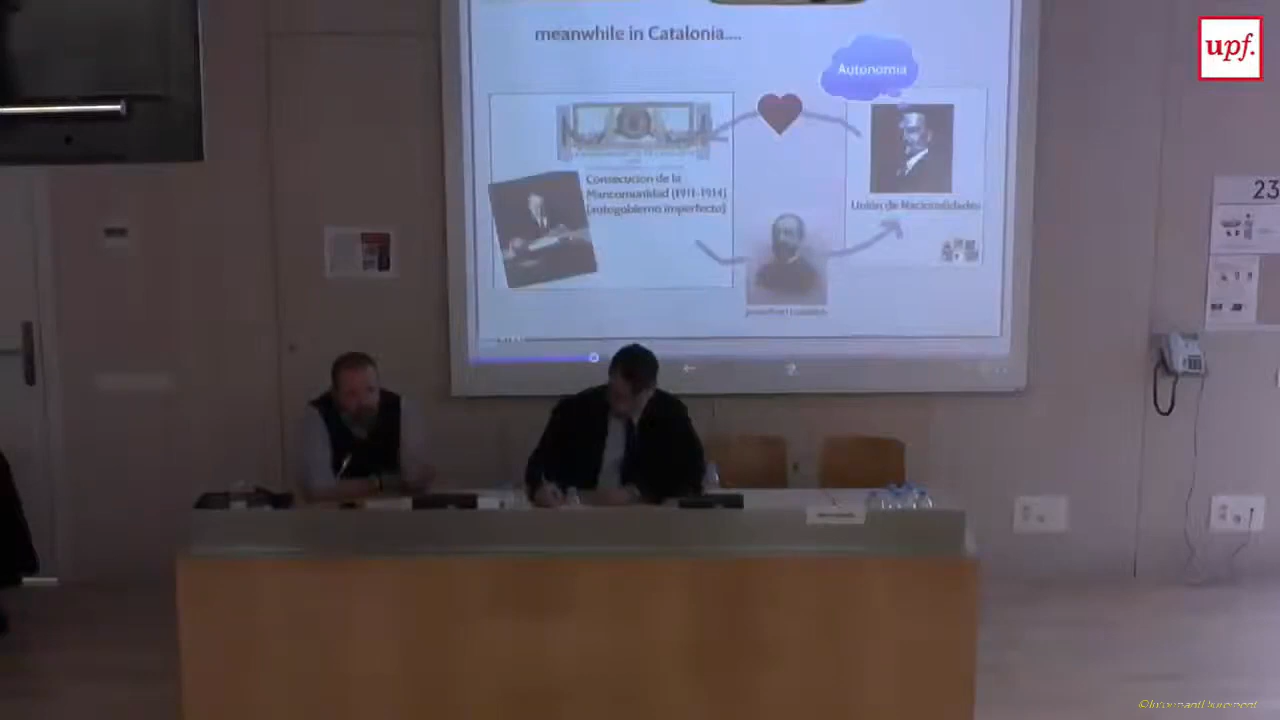 upf.
meanwhile in Catalonia....
Autonomia
Consecución de la
Mancomunidad (1911-1914)
(autogobierno imperfecto)
Unión de Nacionalidades
23